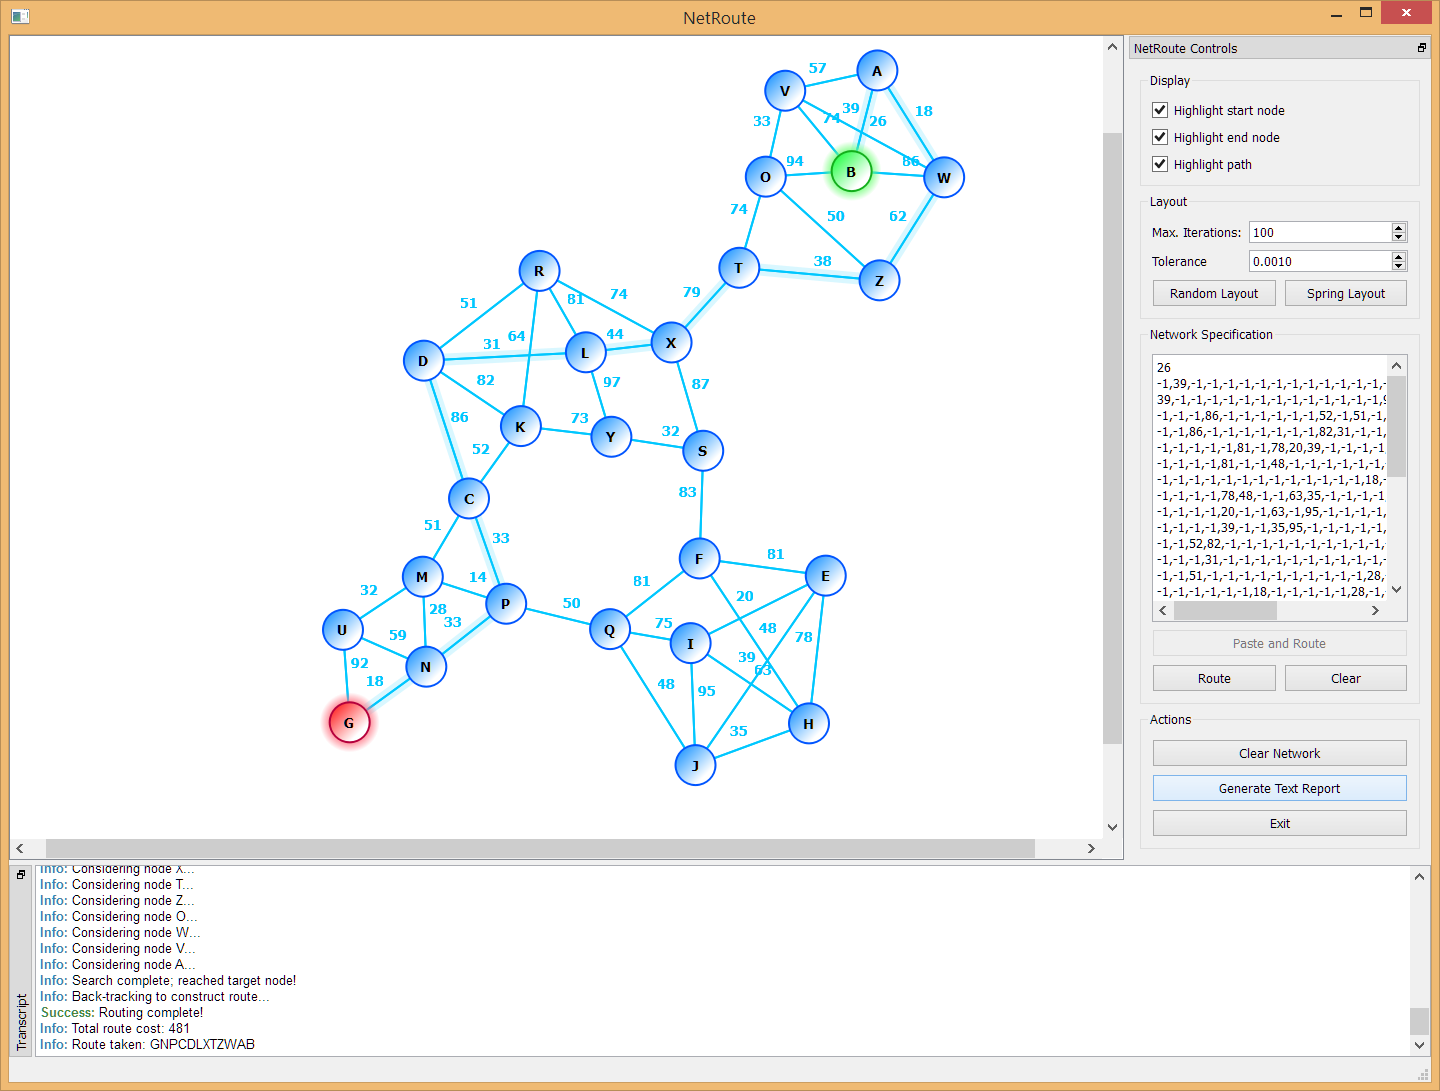 NetRoute
NetRoute Controls
Display
Highlight start node
Highlight end node
Highlight path
Layout
Max. Iterations: 100
Tolerance 0.0010
Random Layout Spring Layout
Network Specification
26
-1,39,-1,-1,-1,-1,-1,-1,-1,-1,-1,-1,-1,-1,-
39,-1,-1,-1,-1,-1,-1,-1,-1,-1,-1,-1,-1,-1,
-1,-1,-1,86,-1,-1,-1,-1,-1,-1,52,-1,51,-1,
-1,-1,86,-1,-1,-1,-1,-1,-1,-1,82,31,-1,-1,
-1,-1,-1,-1,-1,81,-1,78,20,39,-1,-1,-1,-1,
-1,-1,-1,-1,81,-1,-1,48,-1,-1,-1,-1,-1,-1,
-1,-1,-1,-1,-1,-1,-1,-1,-1,-1,-1,-1,-1,18,-
-1,-1,-1,-1,78,48,-1,-1,63,35,-1,-1,-1,-1,
-1,-1,-1,-1,20,-1,-1,63,-1,95,-1,-1,-1,-1,
-1,-1,-1,-1,39,-1,-1,35,95,-1,-1,-1,-1,-1,
-1,-1,52,82,-1,-1,-1,-1,-1,-1,-1,-1,-1,-1,
-1,-1,-1,31,-1,-1,-1,-1,-1,-1,-1,-1,-1,-1,
-1,-1,51,-1,-1,-1,-1,-1,-1,-1,-1,-1,-1,28,
-1,-1,-1,-1,-1,-1,18,-1,-1,-1,-1,-1,28,-1,
Paste and Route
Route Clear
Actions
Clear Network
Generate Text Report
Exit
57 A
V
39 18
33 74 26
94 86
O B W
74 50 62
T 38 Z
R 79
51 81 74
64 44 X
31 L
D
82 97 87
86 K 73 Y 32 S
52
C 83
51 33
M 14 F 81 E
32 28 P 50 81 20
U 59 33 Q 75 I 48 78
92 N 39
18 63
G 48 95 H
35
J
Transcript
Info: Considering node X...
Info: Considering node T...
Info: Considering node Z...
Info: Considering node O...
Info: Considering node W...
Info: Considering node V...
Info: Considering node A...
Info: Search complete; reached target node!
Info: Back-tracking to construct route...
Success: Routing complete!
Info: Total route cost: 481
Info: Route taken: GNPCDLXTZWAB